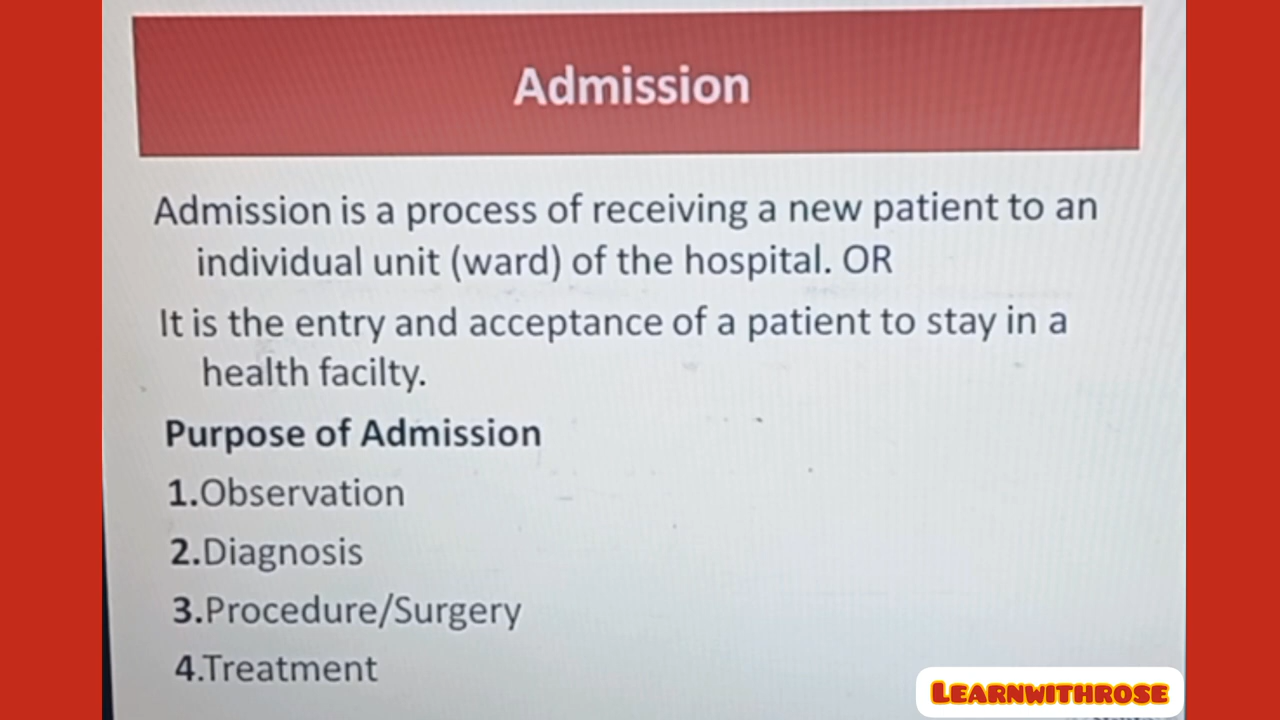 Admission
Admission is a process of receiving a new patient to an
individual unit (ward) of the hospital. OR
It is the entry and acceptance of a patient to stay in a
health facilty.
Purpose of Admission
1.Observation
2.Diagnosis
3.Procedure/Surgery
4.Treatment
LEARNWITHROSE